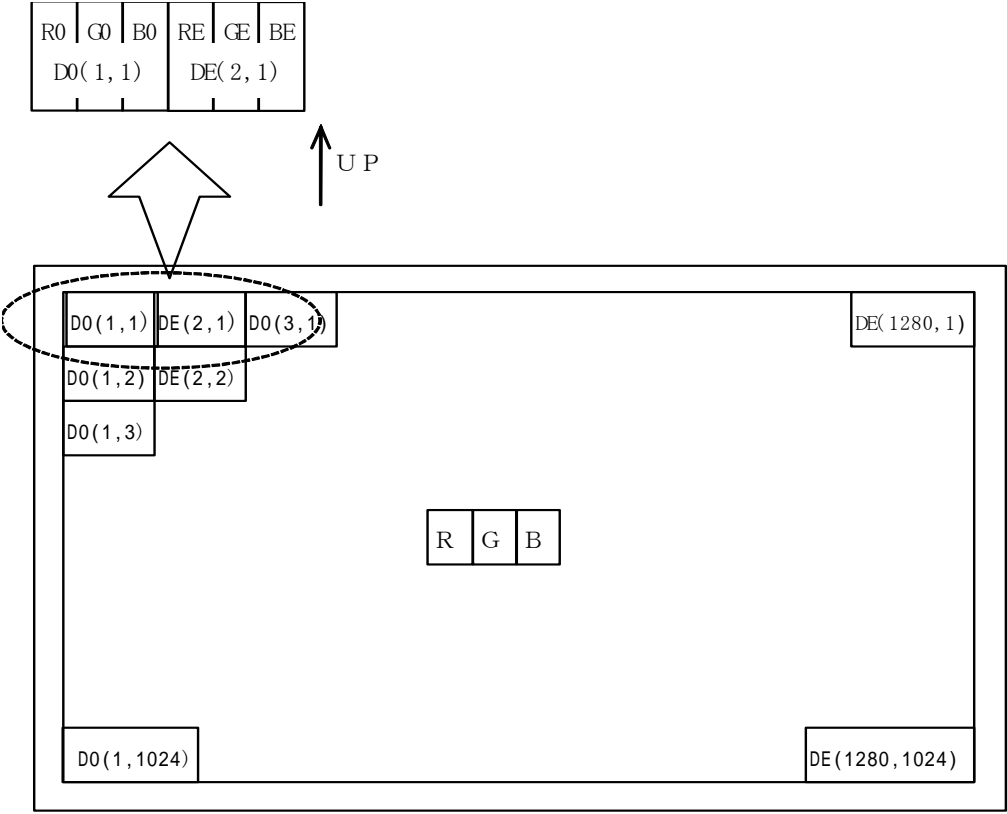 R0 G0 B0 RE GE BE
D0(1,1) DE(2,1)
UP
D0(1,1) DE(2,1) D0(3,1) DE(1280,1)
D0(1,2) DE(2,2)
D0(1,3)
R G B
D0(1,1024) DE(1280,1024)